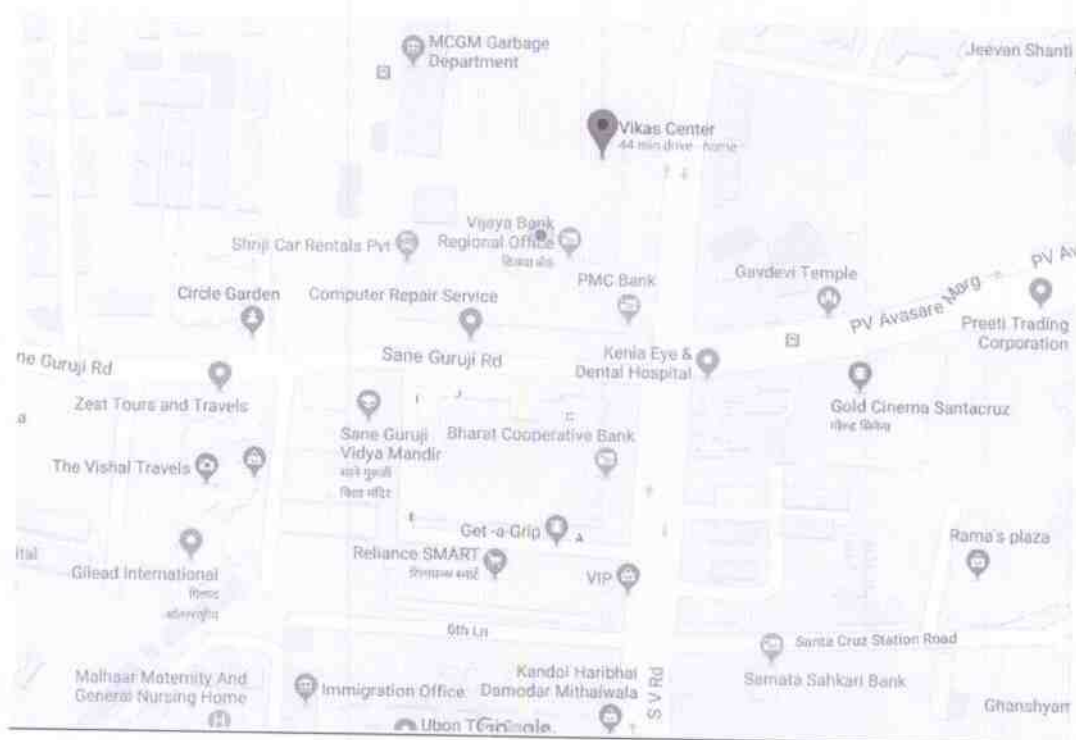 MCGM Garbage
Department
Jeevan Shanti
Vikas Center
44 min drive - home
Vijaya Bank
Regional Office
Shriji Car Rentals Pvt
PMC Bank
Gavdevi Temple
PV Av
Circle Garden
Computer Repair Service
PV Avasare Marg
Preeti Trading
Corporation
ne Guruji Rd
Sane Guruji Rd
Kenia Eye &
Dental Hospital
Zest Tours and Travels
Gold Cinema Santacruz
a
Sane Guruji
Vidya Mandir
साने गुरुजी
विद्या मंदिर
Bharat Cooperative Bank
The Vishal Travels
Get -a-Grip
Rama's plaza
ital
Reliance SMART
VIP
Gilead International
6th Ln
Santa Cruz Station Road
Malhaar Maternity And
General Nursing Home
Immigration Office
Kandoi Haribhai
Damodar Mithaiwala
S V Rd
Samata Sahkari Bank
Ghanshyam
Ubon
Google